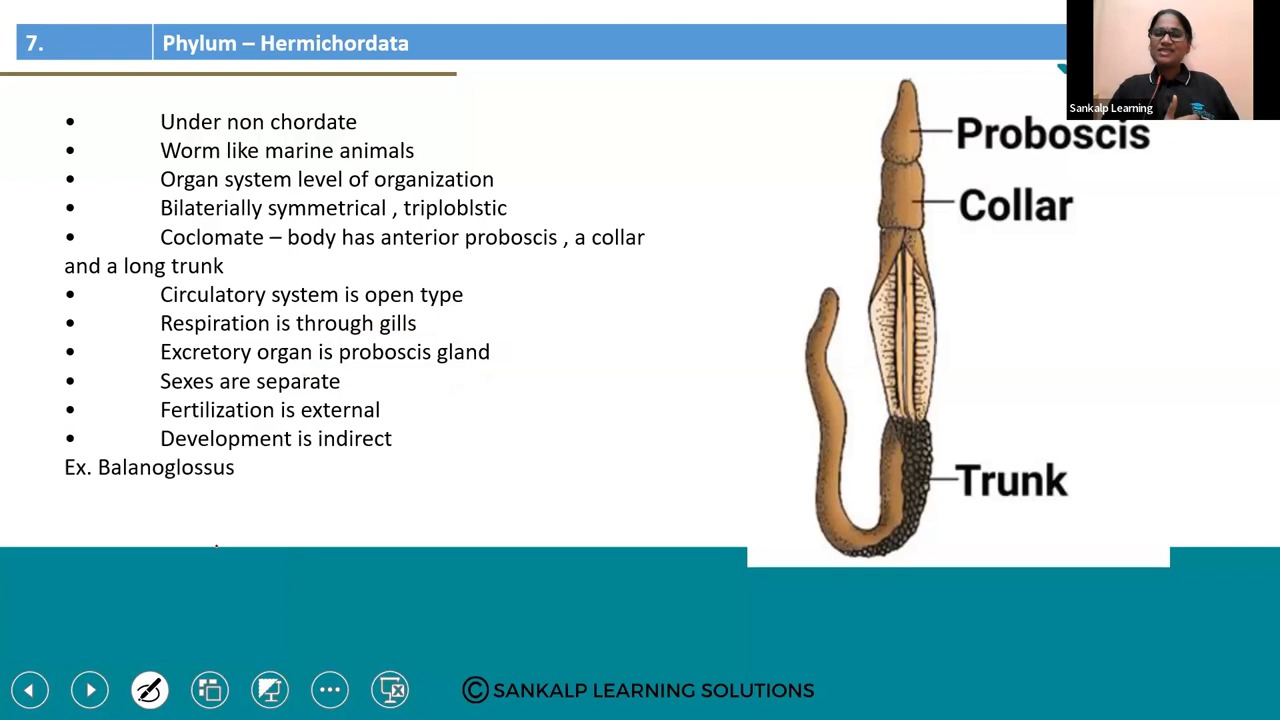 7. Phylum – Hermichordata
Sankalp Learning
• Under non chordate
• Worm like marine animals
• Organ system level of organization
• Bilaterially symmetrical , triploblstic
• Coclomate – body has anterior proboscis , a collar
and a long trunk
• Circulatory system is open type
• Respiration is through gills
• Excretory organ is proboscis gland
• Sexes are separate
• Fertilization is external
• Development is indirect
Ex. Balanoglossus
Proboscis
Collar
Trunk
© SANKALP LEARNING SOLUTIONS